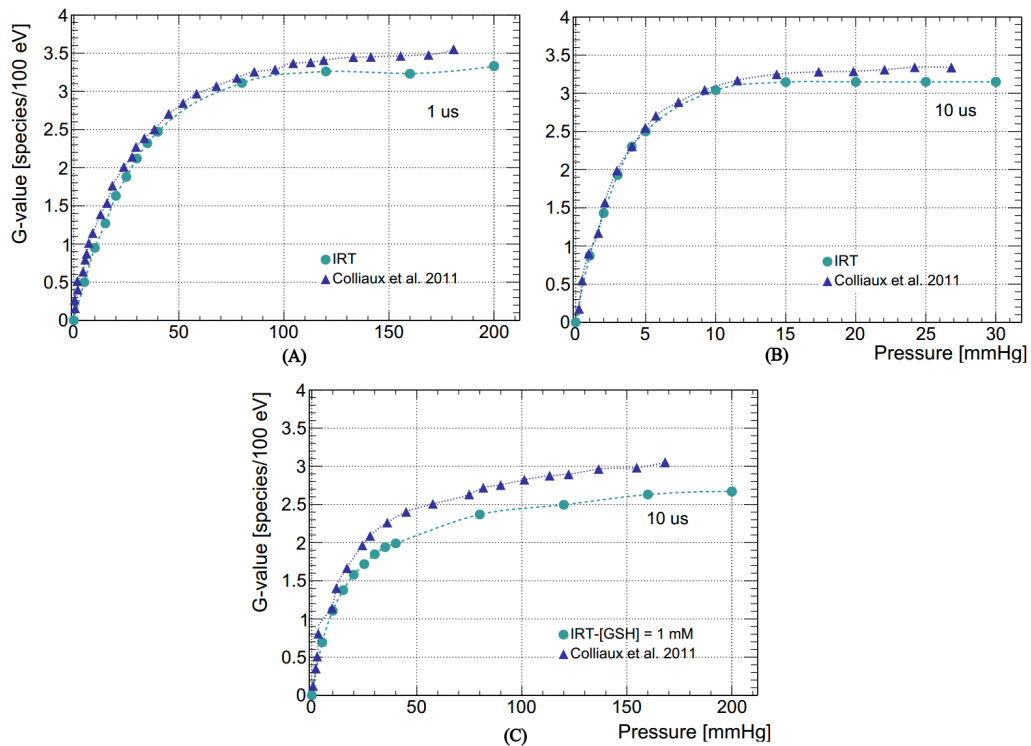 G-value [species/100 eV]
4
3.5
3
2.5
2
1.5
1
0.5
0
1 us
IRT
Colliaux et al. 2011
0 50 100 150 200
(A)
4
3.5
3
2.5
2
1.5
1
0.5
0
10 us
IRT
Colliaux et al. 2011
0 5 10 15 20 25 30
Pressure [mmHg]
(B)
G-value [species/100 eV]
4
3.5
3
2.5
2
1.5
1
0.5
0
10 us
IRT-[GSH] = 1 mM
Colliaux et al. 2011
0 50 100 150 200
Pressure [mmHg]
(C)